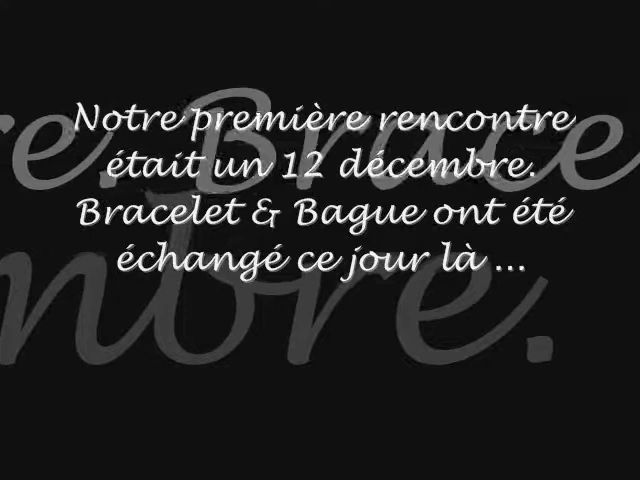 Notre première rencontre
était un 12 décembre.
Bracelet & Bague ont été
échangé ce jour là ...